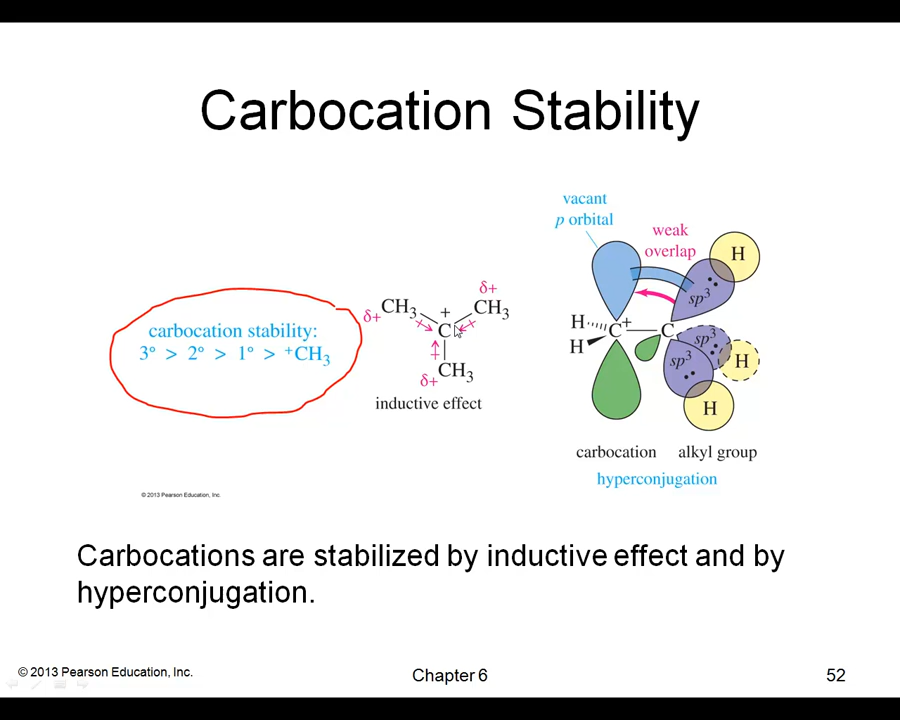 Carbocation Stability
carbocation stability:
3° > 2° > 1° > ⁺CH₃
© 2013 Pearson Education, Inc.
δ+
CH₃
+
δ+
CH₃
C
CH₃
δ+
inductive effect
vacant
p orbital
weak
overlap
H
sp³
H
H
C⁺
C
sp³
H
sp³
H
carbocation
alkyl group
hyperconjugation
Carbocations are stabilized by inductive effect and by
hyperconjugation.
© 2013 Pearson Education, Inc.
Chapter 6
52